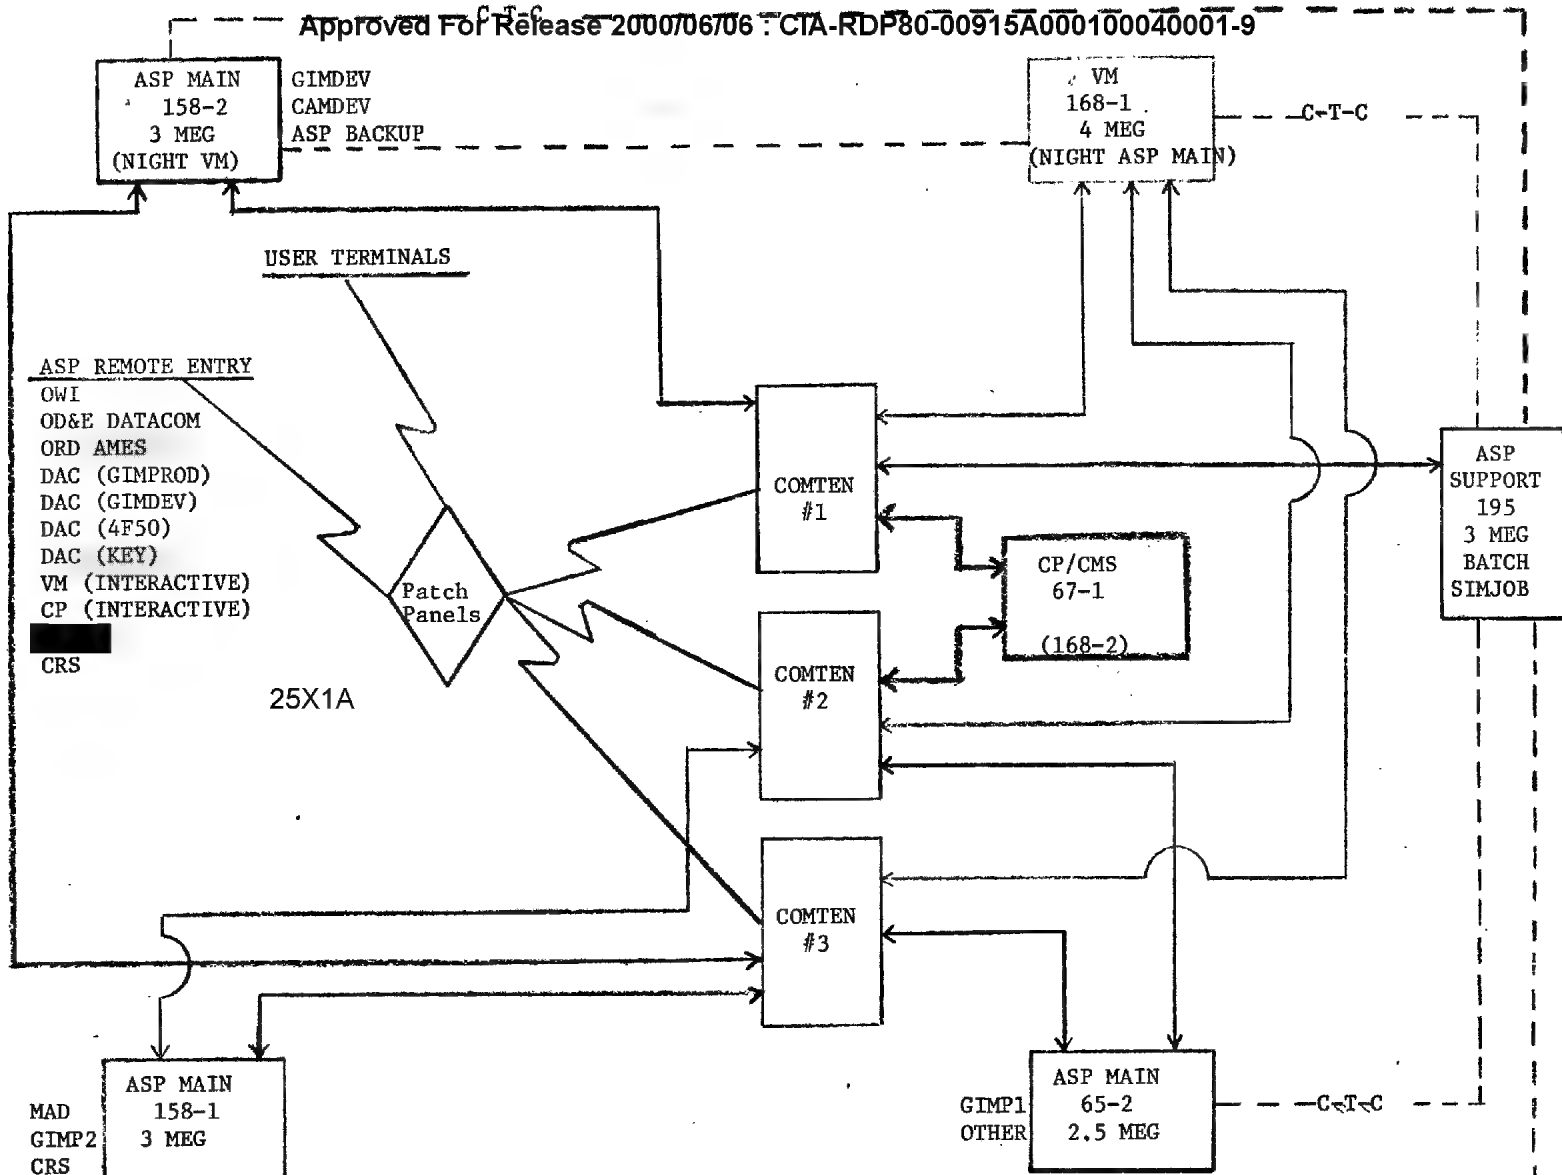 C-T-C
Approved For Release 2000/06/06 : CIA-RDP80-00915A000100040001-9
ASP MAIN
158-2
3 MEG
(NIGHT VM)
GIMDEV
CAMDEV
ASP BACKUP
VM
168-1
4 MEG
(NIGHT ASP MAIN)
C-T-C
USER TERMINALS
ASP REMOTE ENTRY
OWI
OD&E DATACOM
ORD AMES
DAC (GIMPROD)
DAC (GIMDEV)
DAC (4F50)
DAC (KEY)
VM (INTERACTIVE)
CP (INTERACTIVE)
CRS
25X1A
Patch
Panels
COMTEN
#1
CP/CMS
67-1
(168-2)
ASP
SUPPORT
195
3 MEG
BATCH
SIMJOB
COMTEN
#2
COMTEN
#3
ASP MAIN
158-1
3 MEG
MAD
GIMP2
CRS
GIMP1
OTHER
ASP MAIN
65-2
2.5 MEG
C-T-C